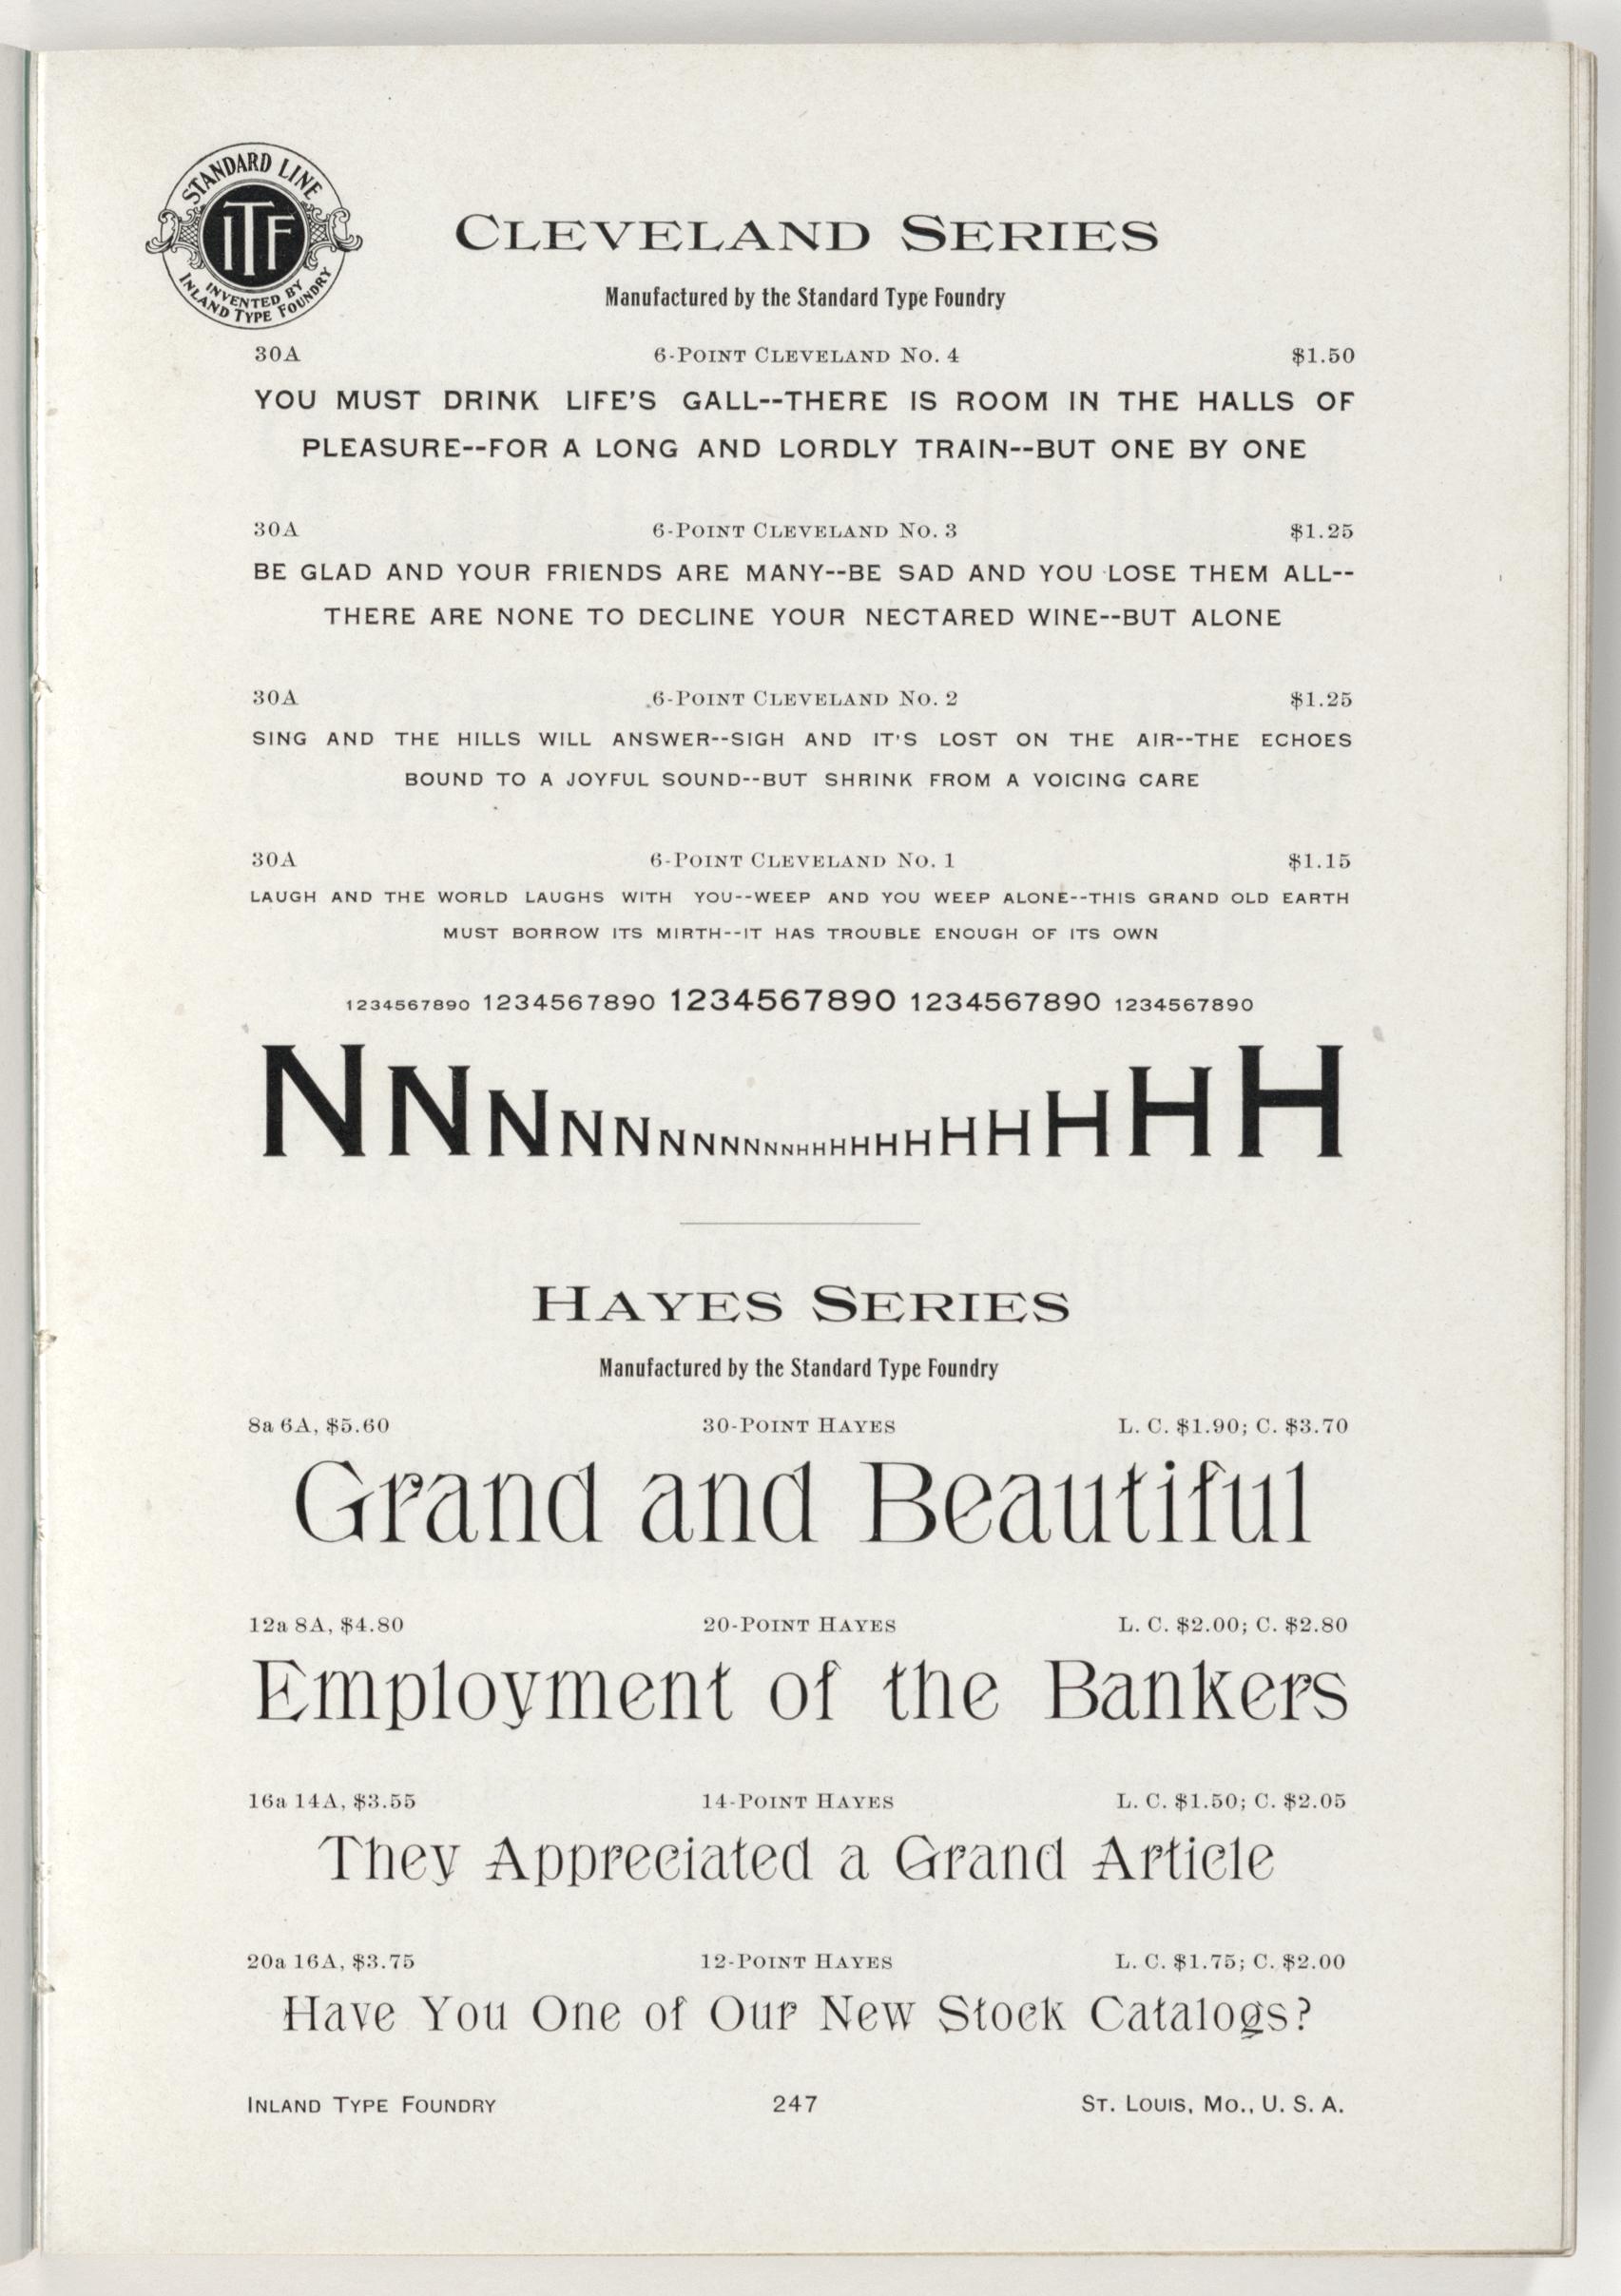 STANDARD LINE
ITF
INVENTED BY
INLAND TYPE FOUNDRY
CLEVELAND SERIES
Manufactured by the Standard Type Foundry
30A 6-POINT CLEVELAND NO. 4 $1.50
YOU MUST DRINK LIFE'S GALL--THERE IS ROOM IN THE HALLS OF
PLEASURE--FOR A LONG AND LORDLY TRAIN--BUT ONE BY ONE
30A 6-POINT CLEVELAND NO. 3 $1.25
BE GLAD AND YOUR FRIENDS ARE MANY--BE SAD AND YOU LOSE THEM ALL--
THERE ARE NONE TO DECLINE YOUR NECTARED WINE--BUT ALONE
30A 6-POINT CLEVELAND NO. 2 $1.25
SING AND THE HILLS WILL ANSWER--SIGH AND IT'S LOST ON THE AIR--THE ECHOES
BOUND TO A JOYFUL SOUND--BUT SHRINK FROM A VOICING CARE
30A 6-POINT CLEVELAND NO. 1 $1.15
LAUGH AND THE WORLD LAUGHS WITH YOU--WEEP AND YOU WEEP ALONE--THIS GRAND OLD EARTH
MUST BORROW ITS MIRTH--IT HAS TROUBLE ENOUGH OF ITS OWN
1234567890 1234567890 1234567890 1234567890 1234567890
NNNNNNNNNNNNNHHHHHHHHHHHH
HAYES SERIES
Manufactured by the Standard Type Foundry
8a 6A, $5.60 30-POINT HAYES L. C. $1.90; C. $3.70
Grand and Beautiful
12a 8A, $4.80 20-POINT HAYES L. C. $2.00; C. $2.80
Employment of the Bankers
16a 14A, $3.55 14-POINT HAYES L. C. $1.50; C. $2.05
They Appreciated a Grand Article
20a 16A, $3.75 12-POINT HAYES L. C. $1.75; C. $2.00
Have You One of Our New Stock Catalogs?
INLAND TYPE FOUNDRY 247 ST. LOUIS, MO., U. S. A.